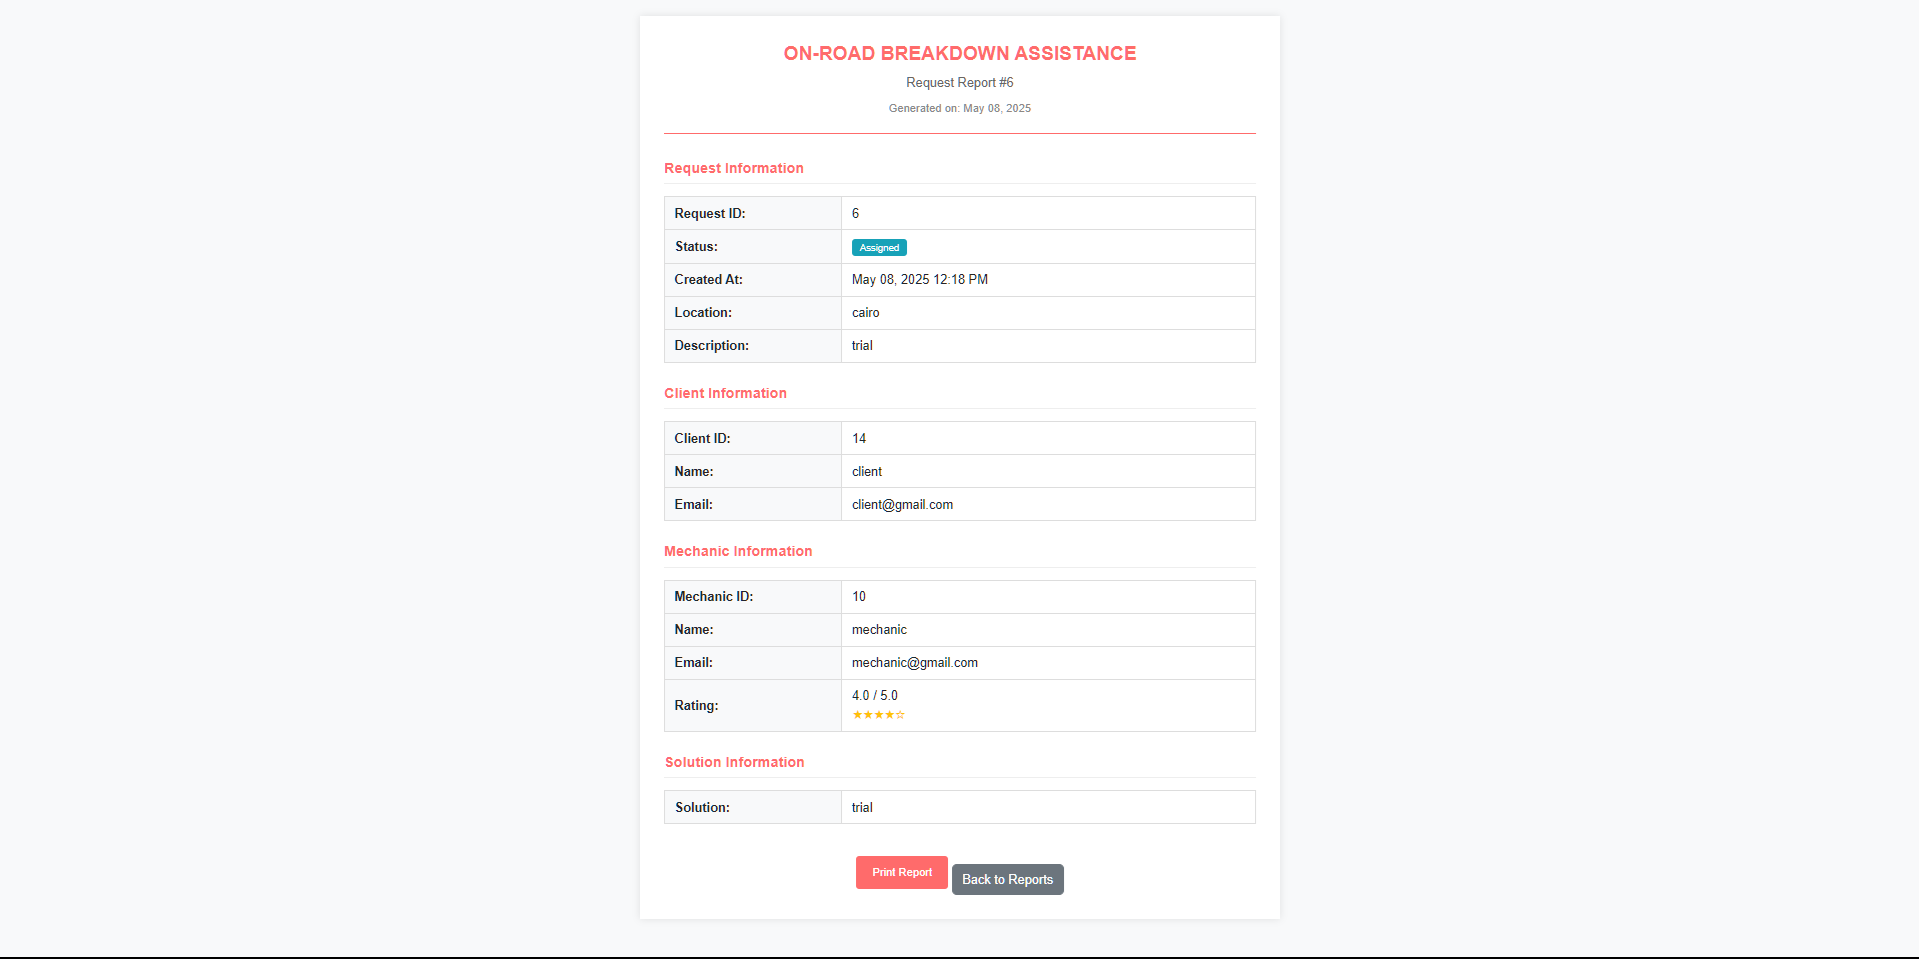 ON-ROAD BREAKDOWN ASSISTANCE
Request Report #6
Generated on: May 08, 2025
Request Information
Request ID: 6
Status: Assigned
Created At: May 08, 2025 12:18 PM
Location: cairo
Description: trial
Client Information
Client ID: 14
Name: client
Email: client@gmail.com
Mechanic Information
Mechanic ID: 10
Name: mechanic
Email: mechanic@gmail.com
Rating: 4.0 / 5.0
★★★★☆
Solution Information
Solution: trial
Print Report Back to Reports